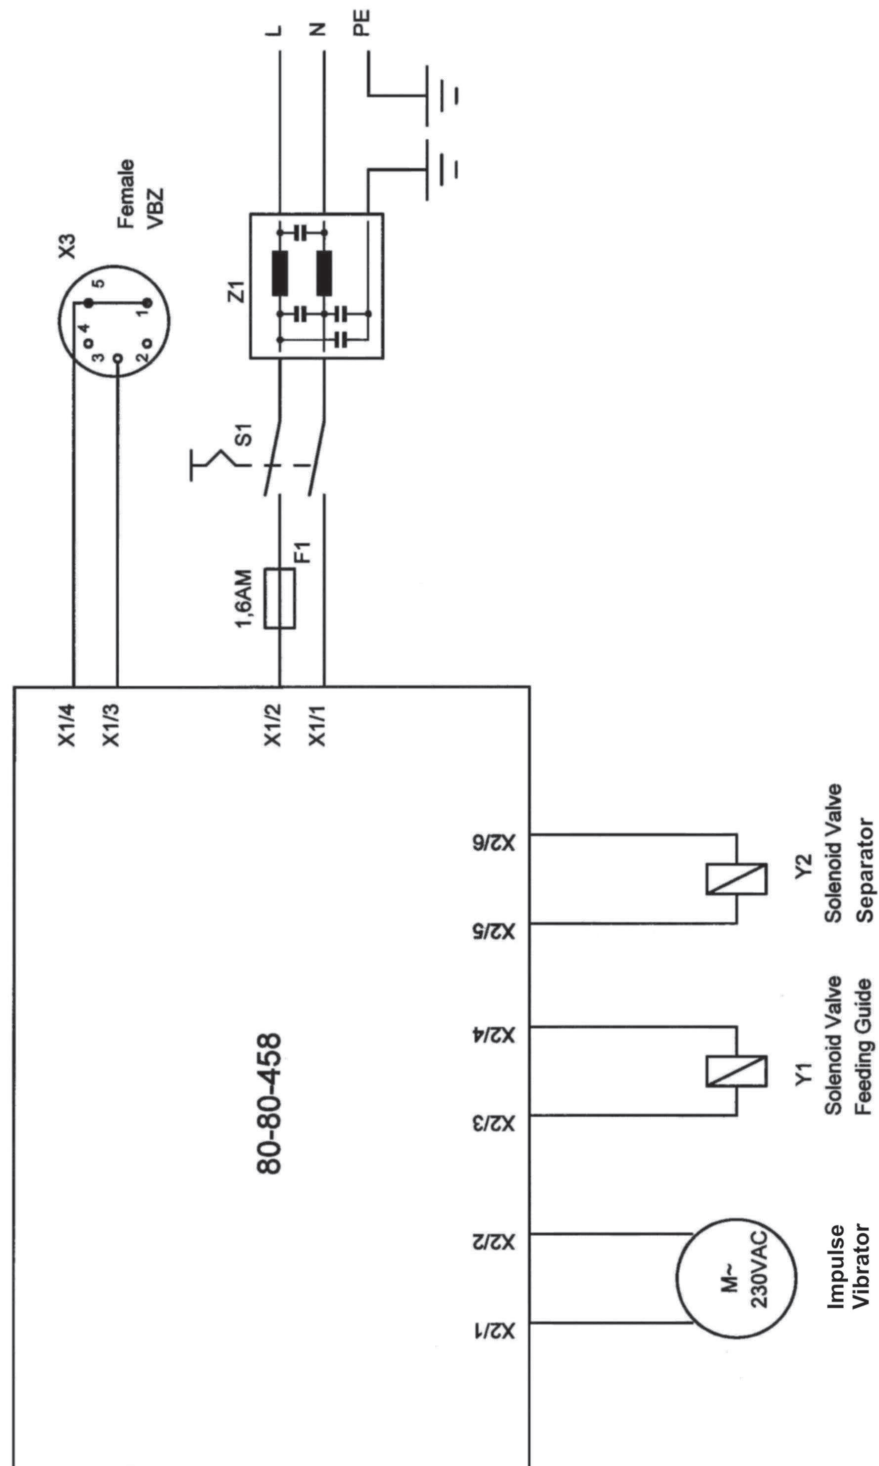 L
N
PE
Female
VBZ
X3
5
4
3
2
1
Z1
S1
F1
1,6AM
X1/4
X1/3
X1/2
X1/1
80-80-458
X2/6
X2/5
X2/4
X2/3
X2/2
X2/1
Y2
Solenoid Valve
Separator
Y1
Solenoid Valve
Feeding Guide
M~
230VAC
Impulse
Vibrator